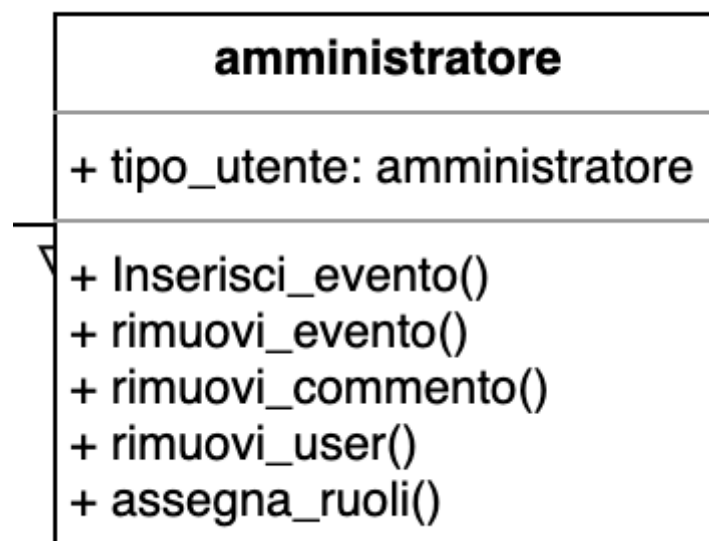 amministratore
+ tipo_utente: amministratore
+ Inserisci_evento()
+ rimuovi_evento()
+ rimuovi_commento()
+ rimuovi_user()
+ assegna_ruoli()